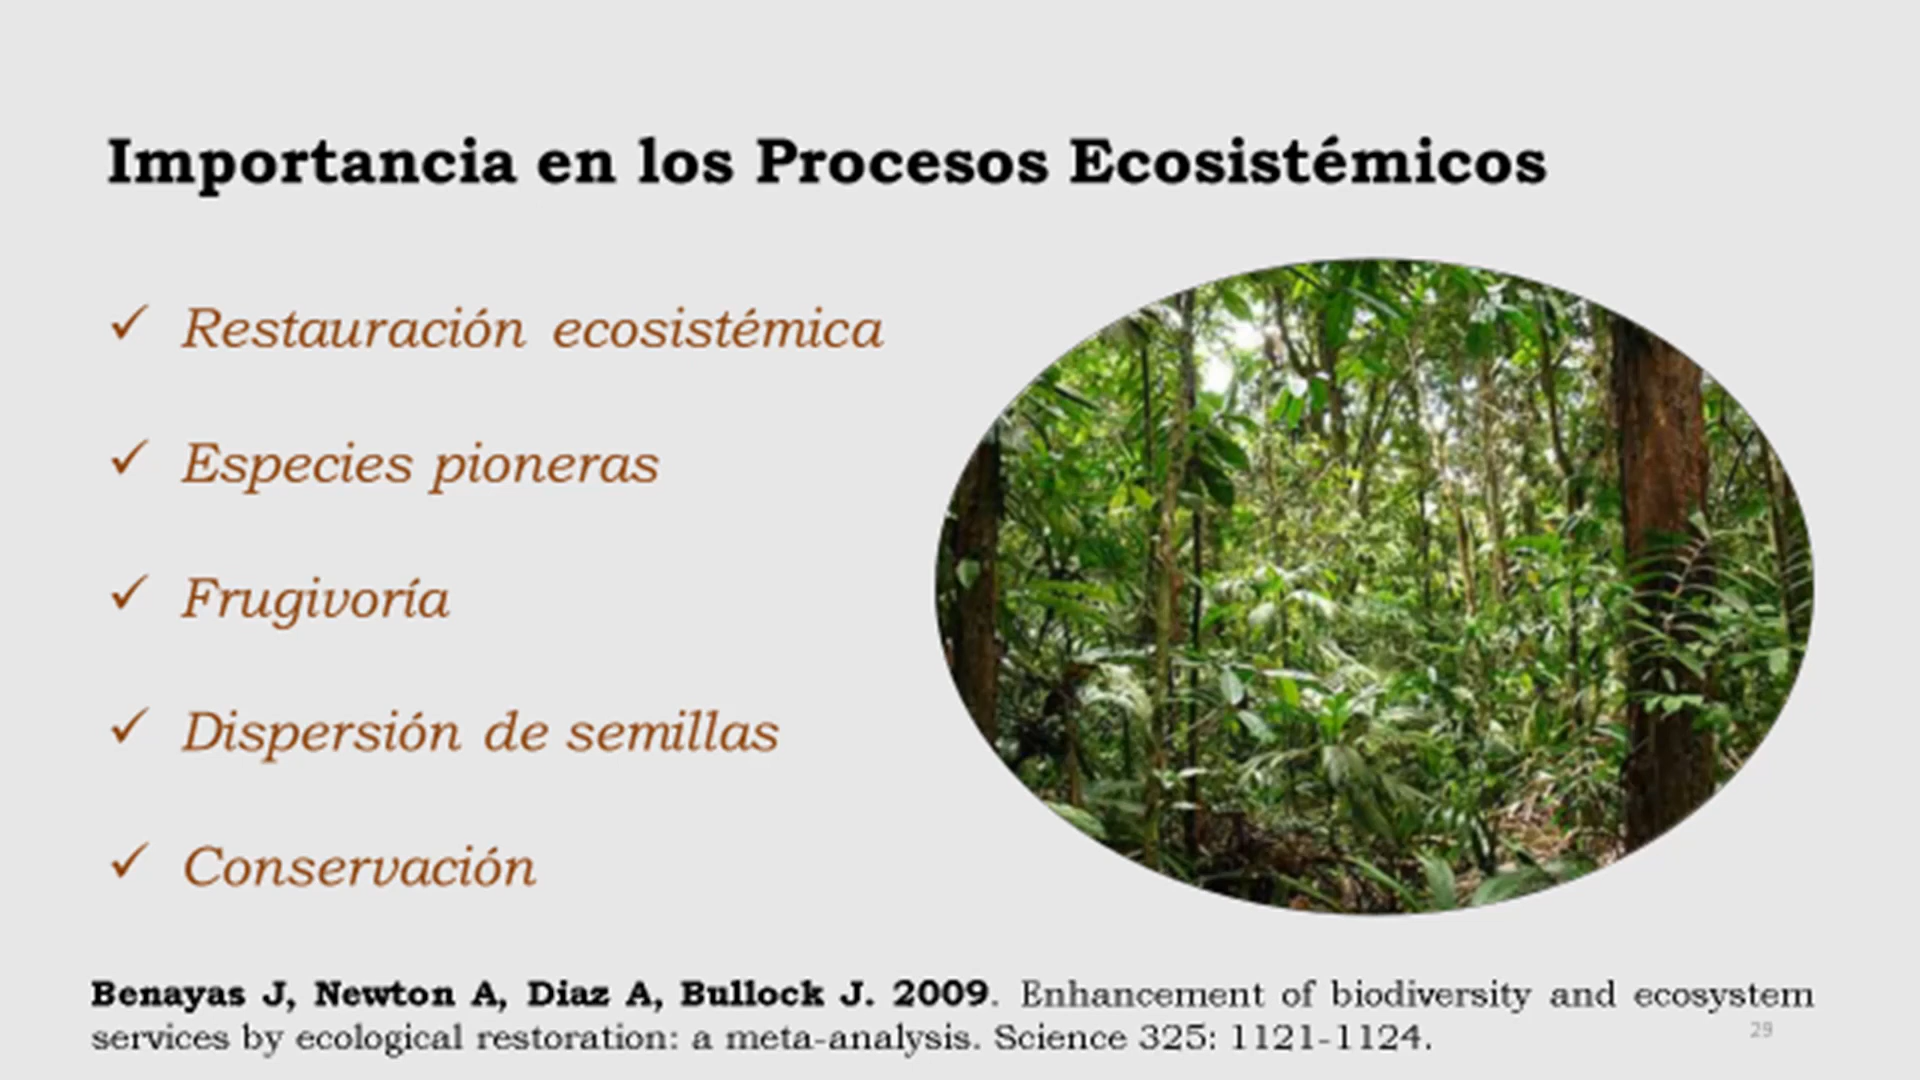 Importancia en los Procesos Ecosistémicos
✓ Restauración ecosistémica
✓ Especies pioneras
✓ Frugivoría
✓ Dispersión de semillas
✓ Conservación
Benayas J, Newton A, Diaz A, Bullock J. 2009. Enhancement of biodiversity and ecosystem
services by ecological restoration: a meta-analysis. Science 325: 1121-1124.
29